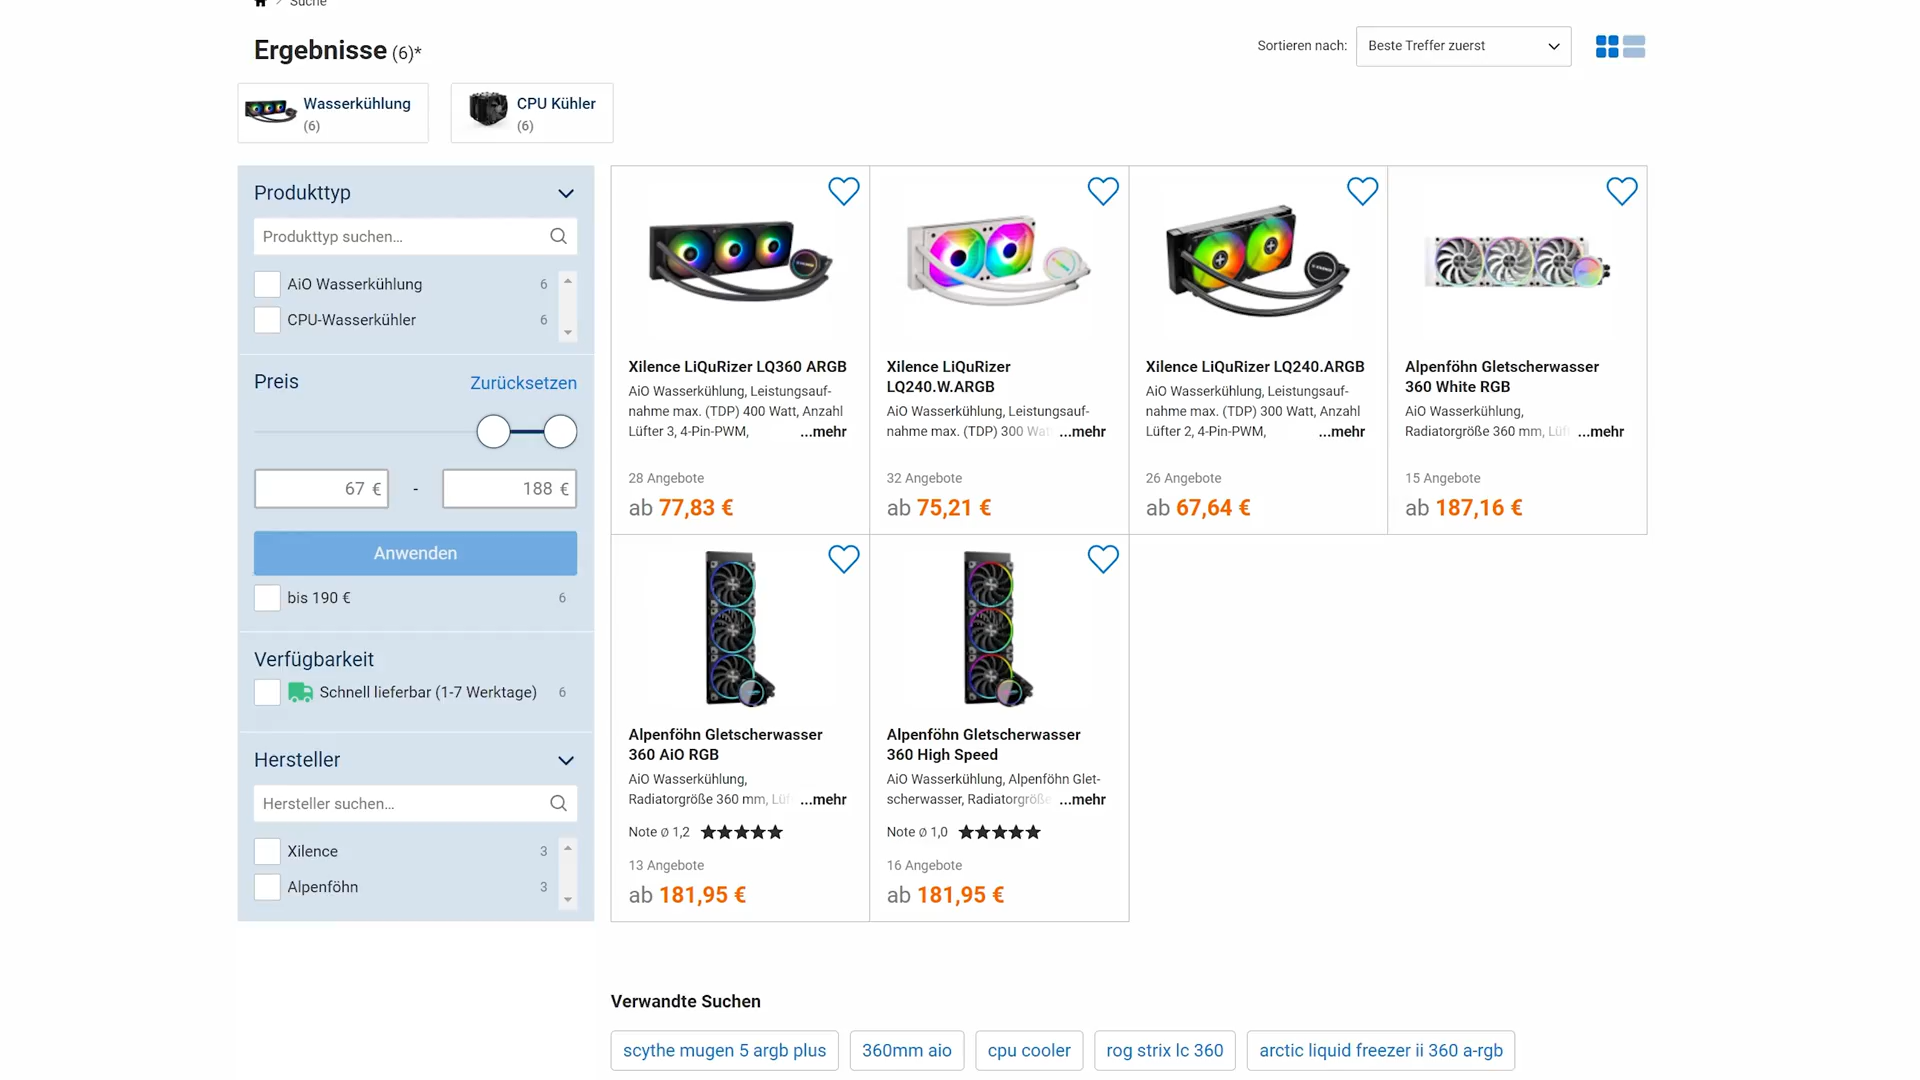 Suche
Ergebnisse (6)*
Sortieren nach:
Beste Treffer zuerst
Wasserkühlung
(6)
CPU Kühler
(6)
Produkttyp
Produkttyp suchen...
AiO Wasserkühlung 6
CPU-Wasserkühler 6
Preis
Zurücksetzen
67 €
-
188 €
Anwenden
bis 190 € 6
Verfügbarkeit
Schnell lieferbar (1-7 Werktage) 6
Hersteller
Hersteller suchen...
Xilence 3
Alpenföhn 3
Xilence LiQuRizer LQ360 ARGB
AiO Wasserkühlung, Leistungsauf-
nahme max. (TDP) 400 Watt, Anzahl
Lüfter 3, 4-Pin-PWM, ...mehr
28 Angebote
ab 77,83 €
Xilence LiQuRizer
LQ240.W.ARGB
AiO Wasserkühlung, Leistungsauf-
nahme max. (TDP) 300 Wat ...mehr
32 Angebote
ab 75,21 €
Xilence LiQuRizer LQ240.ARGB
AiO Wasserkühlung, Leistungsauf-
nahme max. (TDP) 300 Watt, Anzahl
Lüfter 2, 4-Pin-PWM, ...mehr
26 Angebote
ab 67,64 €
Alpenföhn Gletscherwasser
360 White RGB
AiO Wasserkühlung,
Radiatorgröße 360 mm, Lüf ...mehr
15 Angebote
ab 187,16 €
Alpenföhn Gletscherwasser
360 AiO RGB
AiO Wasserkühlung,
Radiatorgröße 360 mm, Lüf ...mehr
Note ⌀ 1,2
13 Angebote
ab 181,95 €
Alpenföhn Gletscherwasser
360 High Speed
AiO Wasserkühlung, Alpenföhn Glet-
scherwasser, Radiatorgröße ...mehr
Note ⌀ 1,0
16 Angebote
ab 181,95 €
Verwandte Suchen
scythe mugen 5 argb plus
360mm aio
cpu cooler
rog strix lc 360
arctic liquid freezer ii 360 a-rgb